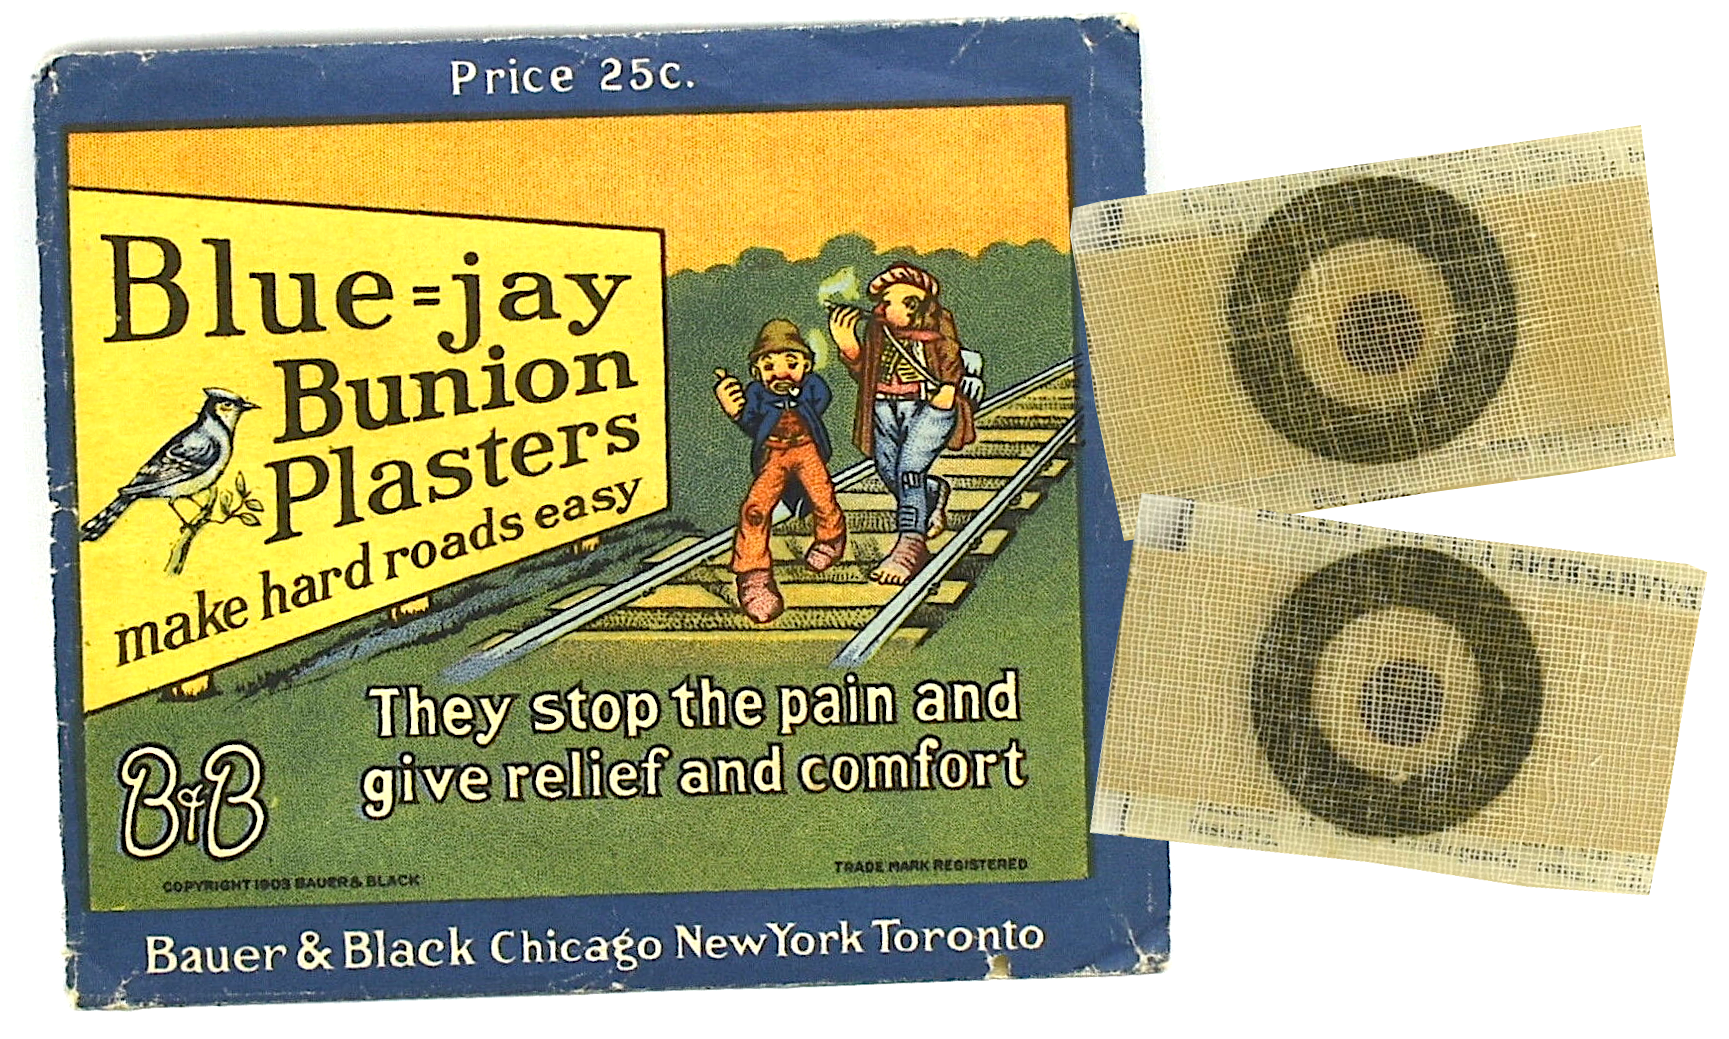 Price 25c.
Blue=jay
Bunion
Plasters
make hard roads easy
They stop the pain and
give relief and comfort
B&B
COPYRIGHT 1903 BAUER & BLACK
TRADE MARK REGISTERED
Bauer & Black Chicago New York Toronto